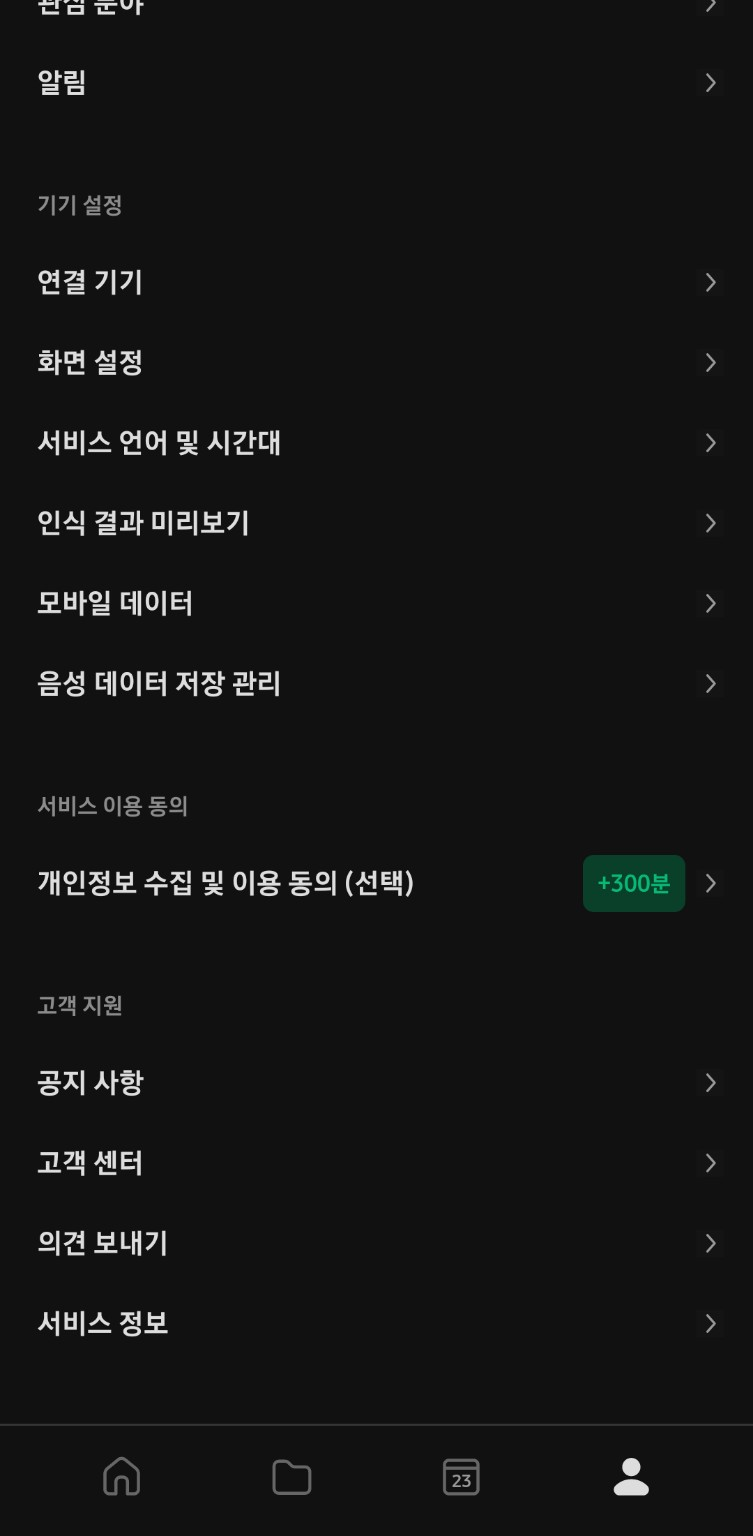 관심 분야
알림
기기 설정
연결 기기
화면 설정
서비스 언어 및 시간대
인식 결과 미리보기
모바일 데이터
음성 데이터 저장 관리
서비스 이용 동의
개인정보 수집 및 이용 동의 (선택) +300분
고객 지원
공지 사항
고객 센터
의견 보내기
서비스 정보
23